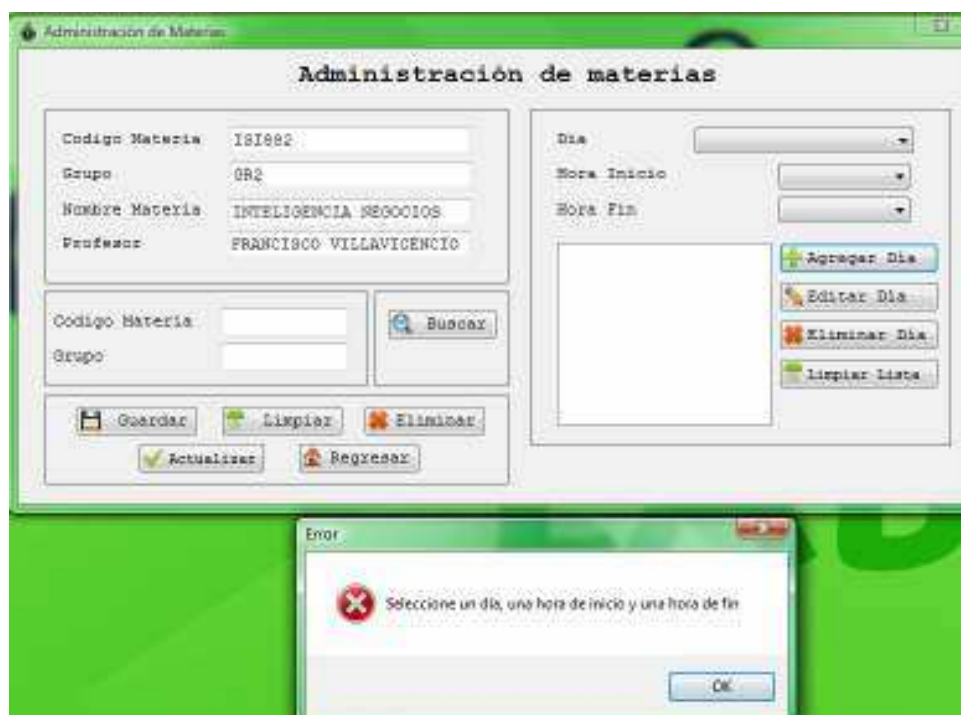 Administración de Materias
Administración de materias
Codigo Materia ISI882
Grupo GR2
Nombre Materia INTELIGENCIA NEGOCIOS
Profesor FRANCISCO VILLAVICENCIO
Codigo Materia
Grupo
Buscar
Guardar Limpiar Eliminar
Actualizar Regresar
Dia
Hora Inicio
Hora Fin
Agregar Dia
Editar Dia
Eliminar Dia
Limpiar Lista
Error
Seleccione un día, una hora de inicio y una hora de fin
OK